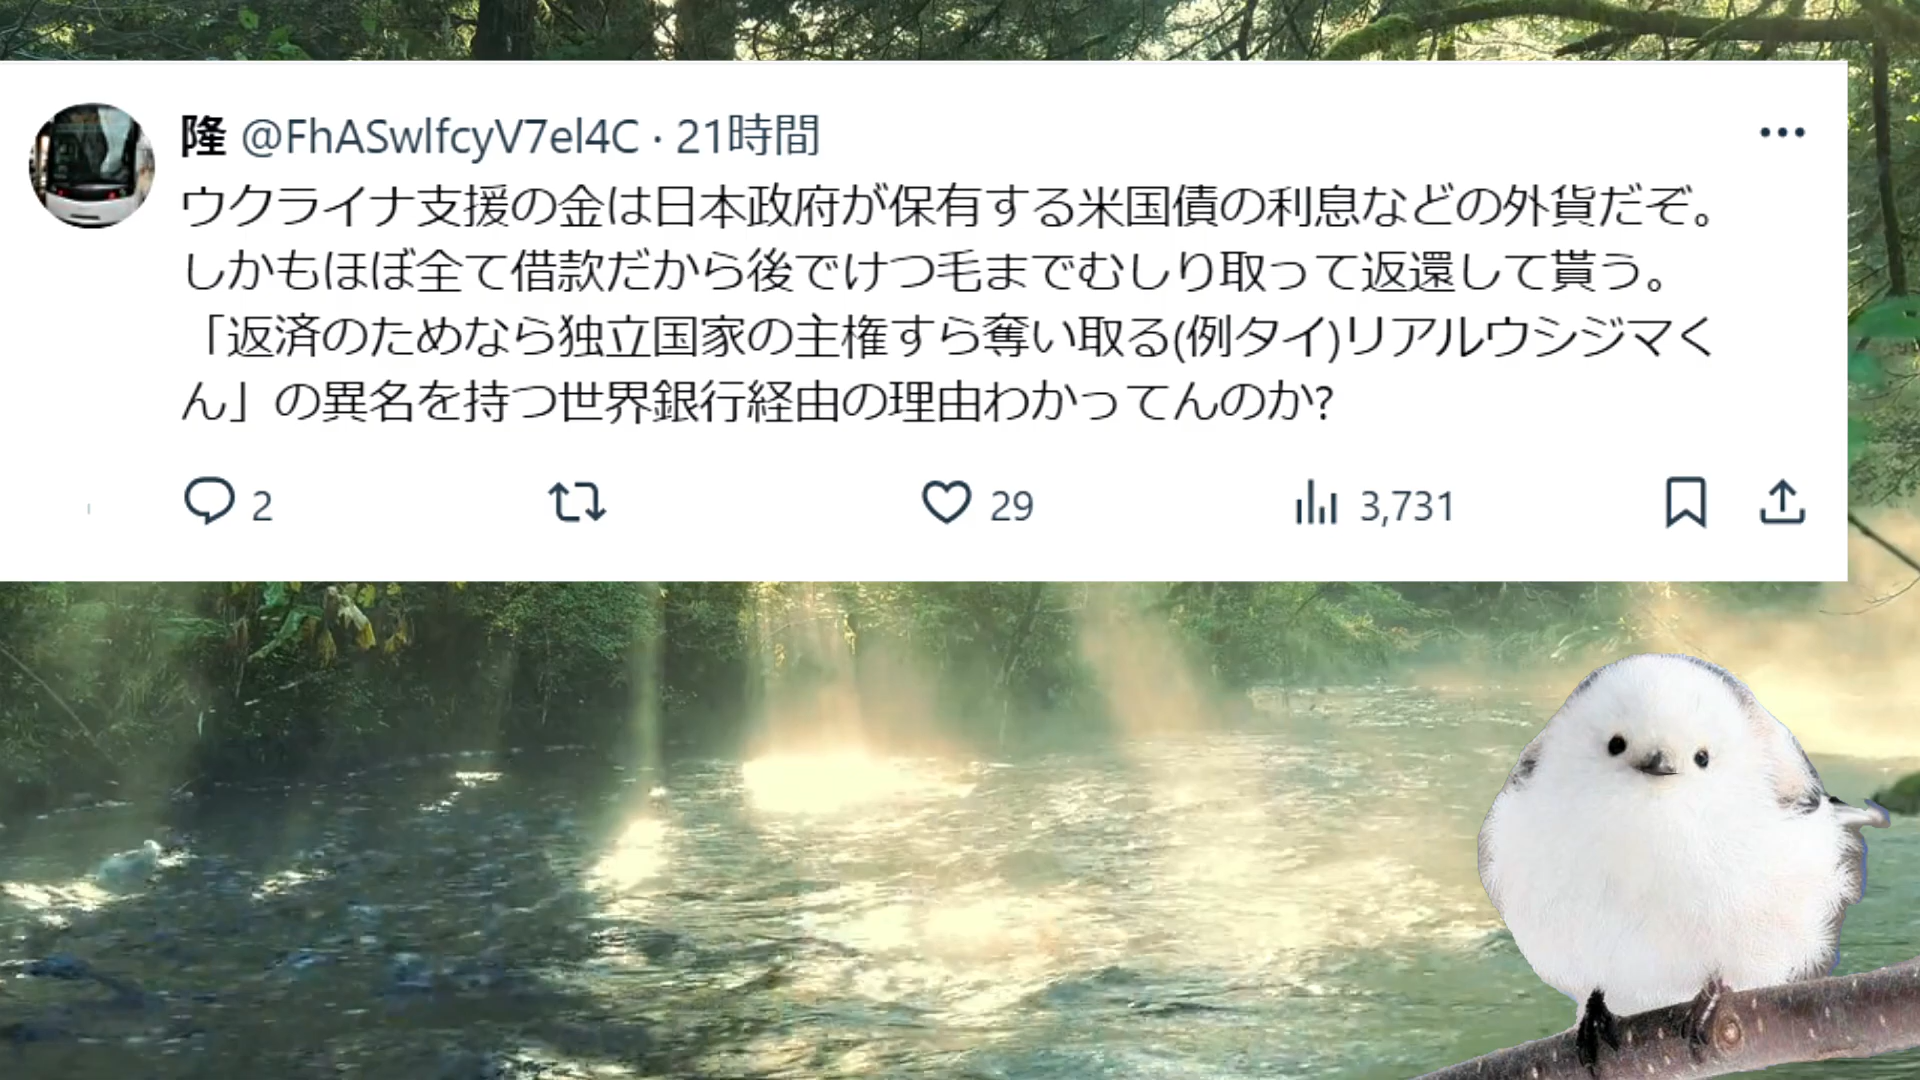 隆 @FhASwlfcyV7el4C · 21時間
ウクライナ支援の金は日本政府が保有する米国債の利息などの外貨だぞ。
しかもほぼ全て借款だから後でけつ毛までむしり取って返還して貰う。
「返済のためなら独立国家の主権すら奪い取る(例タイ)リアルウシジマく
ん」の異名を持つ世界銀行経由の理由わかってんのか?
2 29 3,731